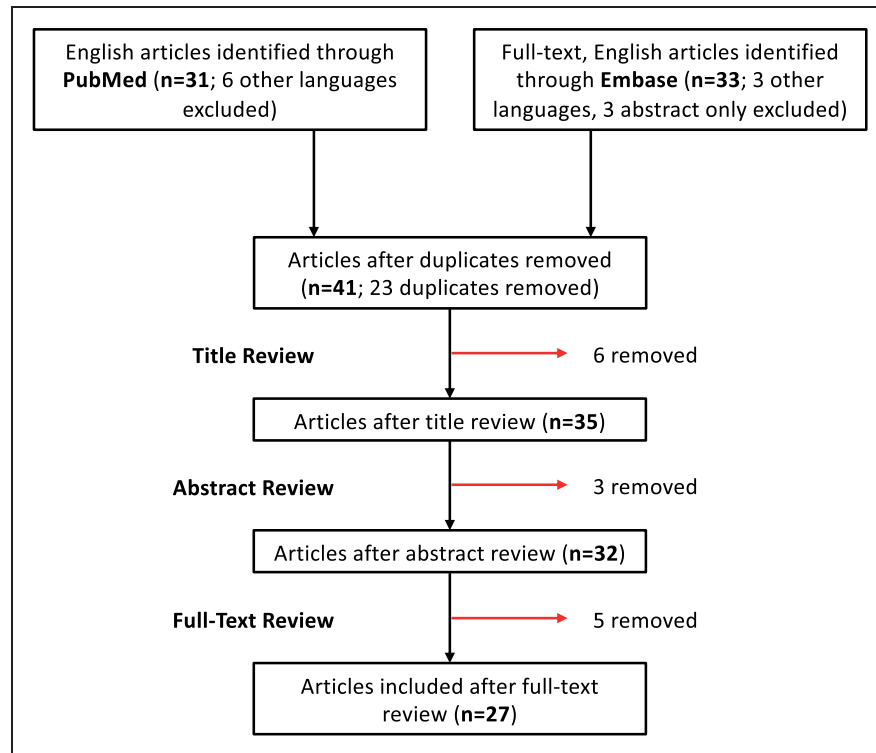 English articles identified through
PubMed (n=31; 6 other languages
excluded)
Full-text, English articles identified
through Embase (n=33; 3 other
languages, 3 abstract only excluded)
Articles after duplicates removed
(n=41; 23 duplicates removed)
Title Review
6 removed
Articles after title review (n=35)
Abstract Review
3 removed
Articles after abstract review (n=32)
Full-Text Review
5 removed
Articles included after full-text
review (n=27)